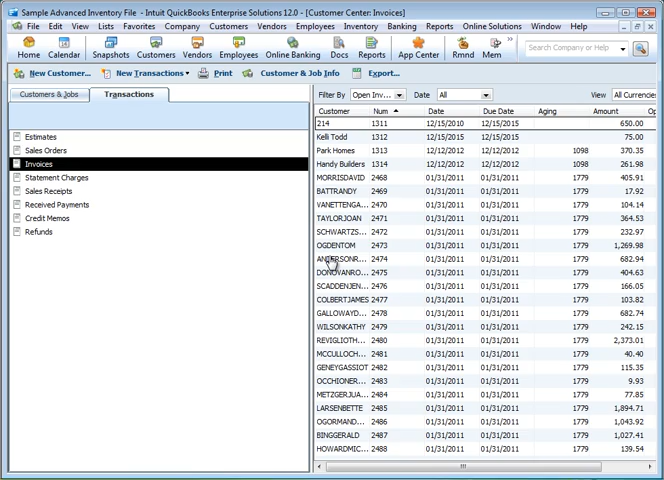 Sample Advanced Inventory File - Intuit QuickBooks Enterprise Solutions 12.0 - [Customer Center: Invoices]
File Edit View Lists Favorites Company Customers Vendors Employees Inventory Banking Reports Online Solutions Window Help
Home Calendar Snapshots Customers Vendors Employees Online Banking Docs Reports App Center Rmnd Mem » Search Company or Help
New Customer... New Transactions Print Customer & Job Info Export...
Customers & Jobs Transactions Filter By Open Inv... Date All View All Currencie
Customer Num Date Due Date Aging Amount Op
Estimates
Sales Orders
Invoices
Statement Charges
Sales Receipts
Received Payments
Credit Memos
Refunds
214 1311 12/15/2010 12/15/2015 650.00
Kelli Todd 1312 12/15/2015 12/15/2015 75.00
Park Homes 1313 12/12/2012 12/12/2012 1098 370.35
Handy Builders 1314 12/12/2012 12/12/2012 1098 261.98
MORRISDAVID 2468 01/31/2011 01/31/2011 1779 405.91
BATTRANDY 2469 01/31/2011 01/31/2011 1779 17.92
VANETTENGA... 2470 01/31/2011 01/31/2011 1779 104.14
TAYLORJOAN 2471 01/31/2011 01/31/2011 1779 364.53
SCHWARTZS... 2472 01/31/2011 01/31/2011 1779 232.97
OGDENTOM 2473 01/31/2011 01/31/2011 1779 1,269.98
ANDERSONR... 2474 01/31/2011 01/31/2011 1779 682.94
DONOVANRO... 2475 01/31/2011 01/31/2011 1779 404.63
SCADDENJEN... 2476 01/31/2011 01/31/2011 1779 166.05
COLBERTJAMES 2477 01/31/2011 01/31/2011 1779 103.82
GALLOWAYD... 2478 01/31/2011 01/31/2011 1779 682.74
WILSONKATHY 2479 01/31/2011 01/31/2011 1779 242.15
REVIGLIOTH... 2480 01/31/2011 01/31/2011 1779 2,373.01
MCCULLOCH... 2481 01/31/2011 01/31/2011 1779 40.40
GENEYGASSIOT 2482 01/31/2011 01/31/2011 1779 115.35
OCCHIONER... 2483 01/31/2011 01/31/2011 1779 9.93
METZGERJUA... 2484 01/31/2011 01/31/2011 1779 77.85
LARSENBETTE 2485 01/31/2011 01/31/2011 1779 1,894.71
OGORMAND... 2486 01/31/2011 01/31/2011 1779 1,043.92
BINGGERALD 2487 01/31/2011 01/31/2011 1779 1,027.41
HOWARDMIC... 2488 01/31/2011 01/31/2011 1779 139.54